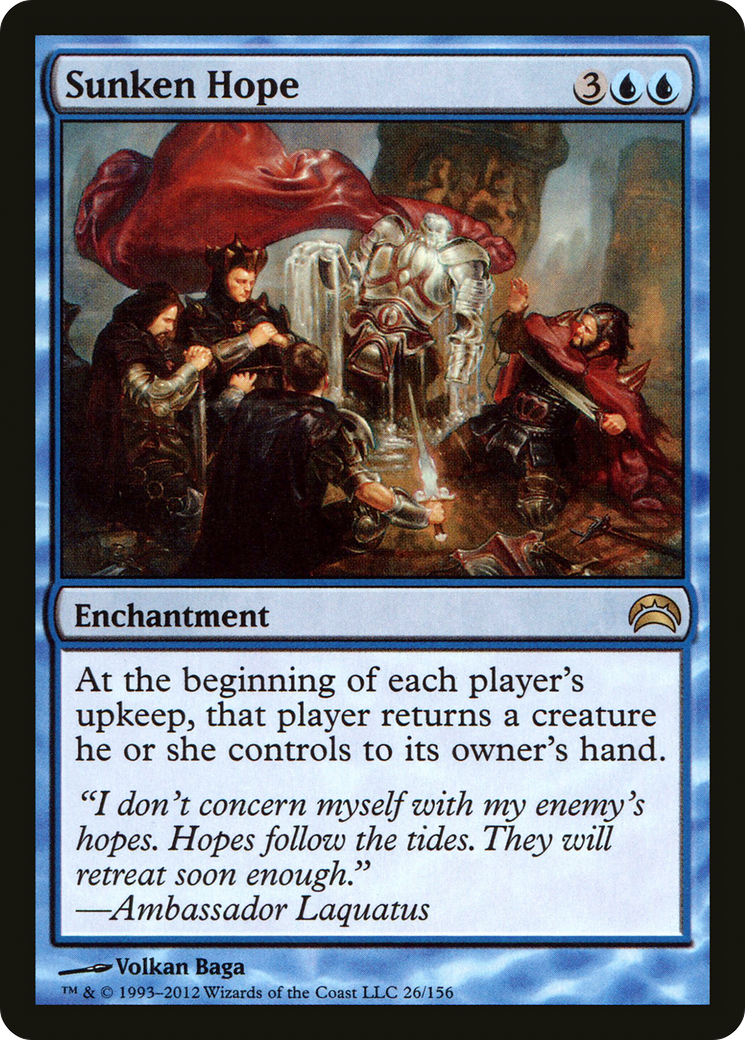 Sunken Hope 3
Enchantment
At the beginning of each player's
upkeep, that player returns a creature
he or she controls to its owner's hand.
“I don't concern myself with my enemy's
hopes. Hopes follow the tides. They will
retreat soon enough.”
—Ambassador Laquatus
Volkan Baga
™ & © 1993–2012 Wizards of the Coast LLC 26/156